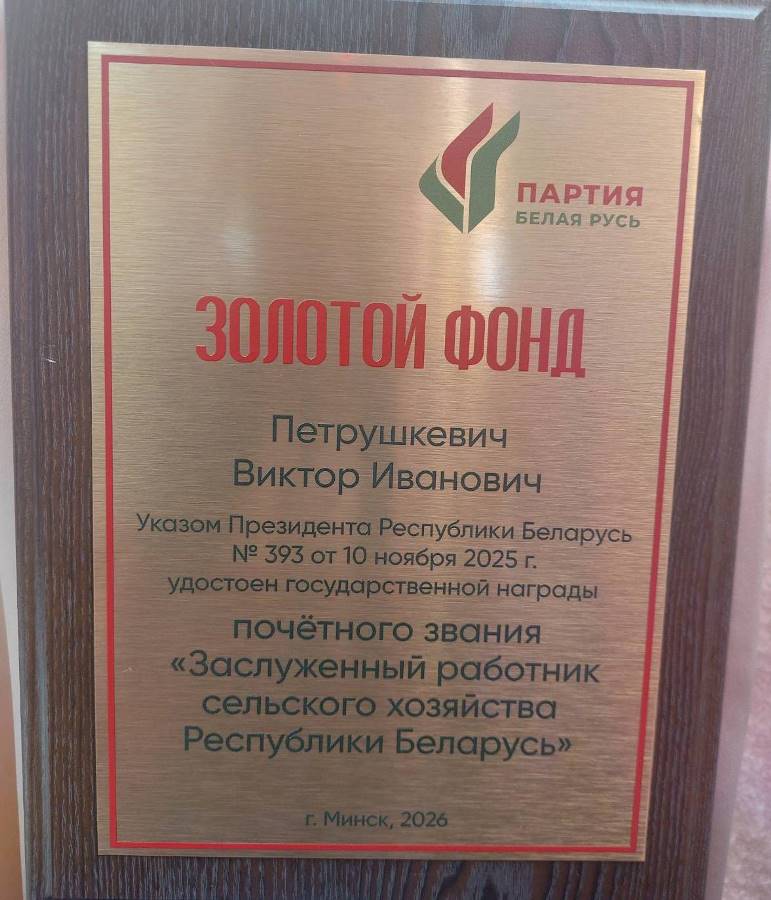 ПАРТИЯ
БЕЛАЯ РУСЬ
ЗОЛОТОЙ ФОНД
Петрушкевич
Виктор Иванович
Указом Президента Республики Беларусь
№ 393 от 10 ноября 2025 г.
удостоен государственной награды
почётного звания
«Заслуженный работник
сельского хозяйства
Республики Беларусь»
г. Минск, 2026